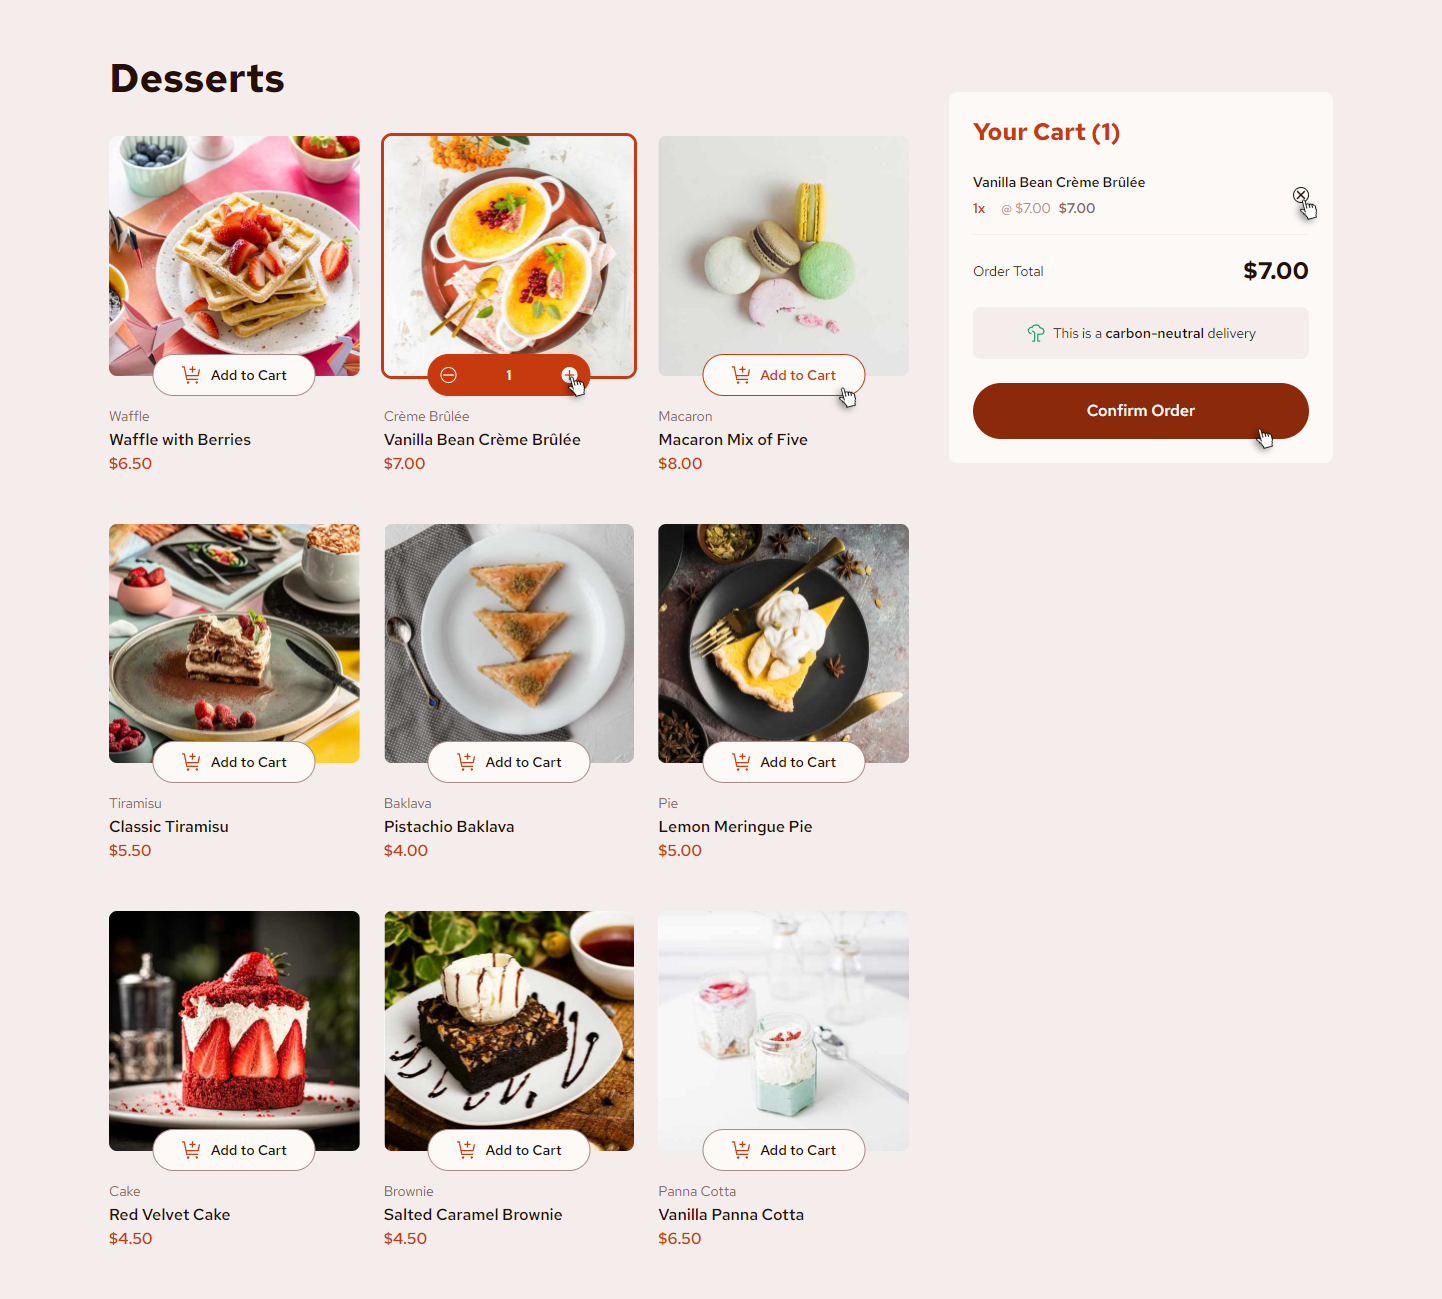 Desserts
Add to Cart
Waffle
Waffle with Berries
$6.50
1
Crème Brûlée
Vanilla Bean Crème Brûlée
$7.00
Add to Cart
Macaron
Macaron Mix of Five
$8.00
Add to Cart
Tiramisu
Classic Tiramisu
$5.50
Add to Cart
Baklava
Pistachio Baklava
$4.00
Add to Cart
Pie
Lemon Meringue Pie
$5.00
Add to Cart
Cake
Red Velvet Cake
$4.50
Add to Cart
Brownie
Salted Caramel Brownie
$4.50
Add to Cart
Panna Cotta
Vanilla Panna Cotta
$6.50
Your Cart (1)
Vanilla Bean Crème Brûlée
1x @ $7.00 $7.00
Order Total $7.00
This is a carbon-neutral delivery
Confirm Order